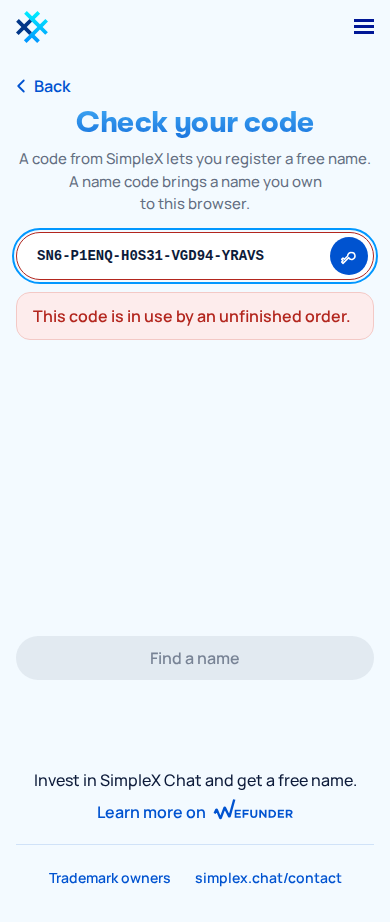 Back
Check your code
A code from SimpleX lets you register a free name.
A name code brings a name you own
to this browser.
SN6-P1ENQ-H0S31-VGD94-YRAVS
This code is in use by an unfinished order.
Find a name
Invest in SimpleX Chat and get a free name.
Learn more on WEFUNDER
Trademark owners simplex.chat/contact